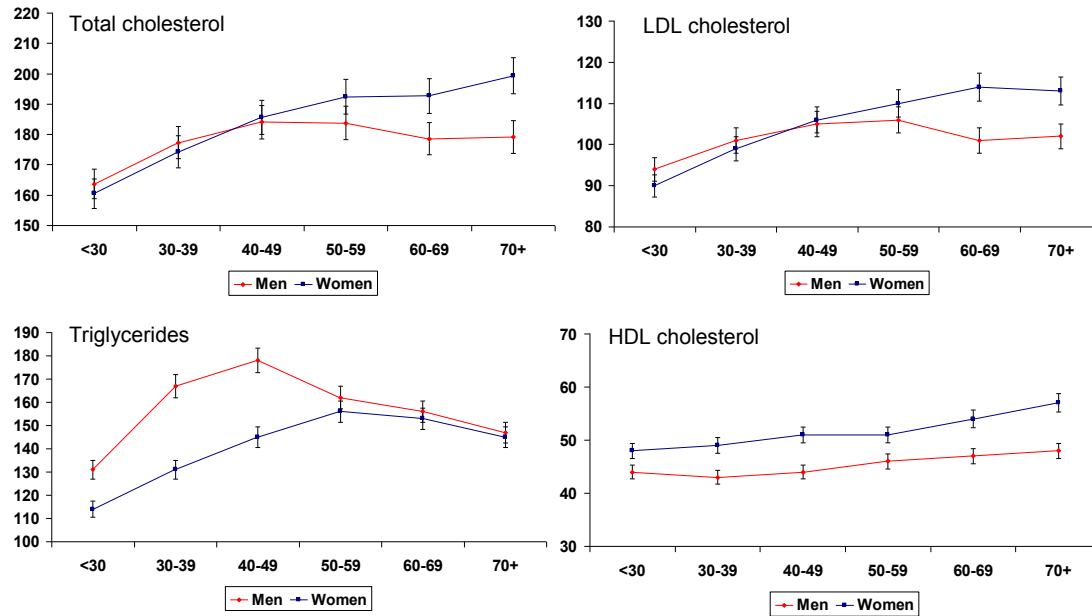 Total cholesterol
220
210
200
190
180
170
160
150
<30 30-39 40-49 50-59 60-69 70+
Men Women
LDL cholesterol
130
120
110
100
90
80
<30 30-39 40-49 50-59 60-69 70+
Men Women
Triglycerides
190
180
170
160
150
140
130
120
110
100
<30 30-39 40-49 50-59 60-69 70+
Men Women
HDL cholesterol
70
60
50
40
30
<30 30-39 40-49 50-59 60-69 70+
Men Women